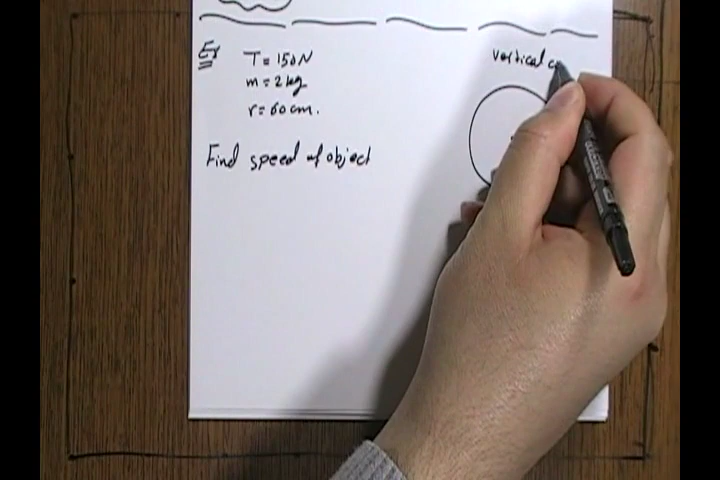 Ex
T = 150N
m = 2kg
r = 60cm.
Find speed of object
vertical c